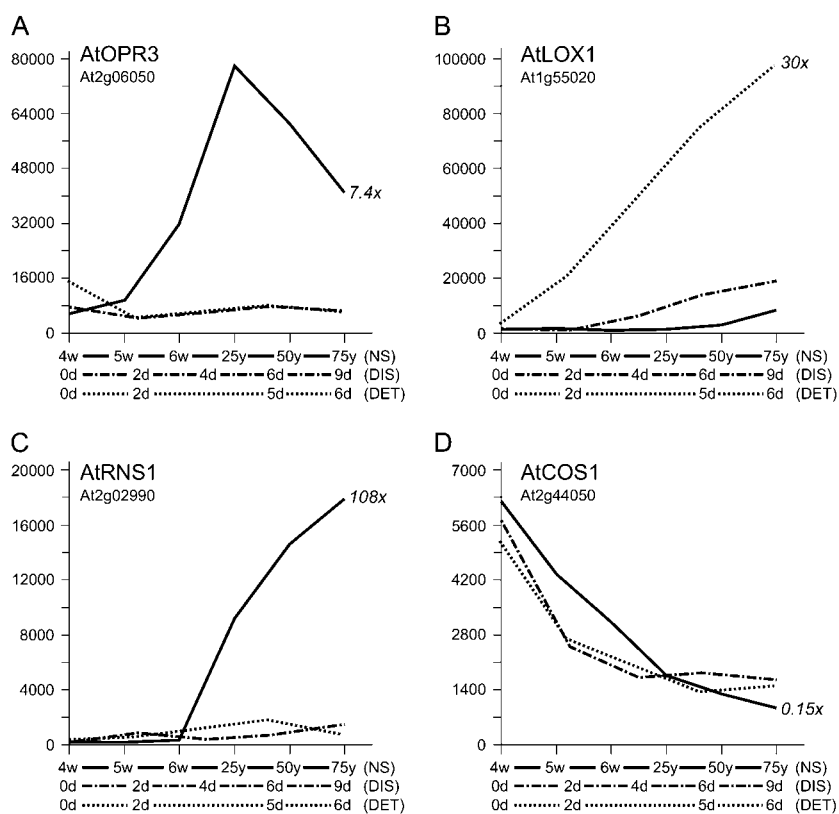 A
AtOPR3
At2g06050
80000
64000
48000
32000
16000
0
7.4x
4w 5w 6w 25y 50y 75y (NS)
0d 2d 4d 6d 9d (DIS)
0d 2d 5d 6d (DET)
B
AtLOX1
At1g55020
100000
80000
60000
40000
20000
0
30x
4w 5w 6w 25y 50y 75y (NS)
0d 2d 4d 6d 9d (DIS)
0d 2d 5d 6d (DET)
C
AtRNS1
At2g02990
20000
16000
12000
8000
4000
0
108x
4w 5w 6w 25y 50y 75y (NS)
0d 2d 4d 6d 9d (DIS)
0d 2d 5d 6d (DET)
D
AtCOS1
At2g44050
7000
5600
4200
2800
1400
0
0.15x
4w 5w 6w 25y 50y 75y (NS)
0d 2d 4d 6d 9d (DIS)
0d 2d 5d 6d (DET)